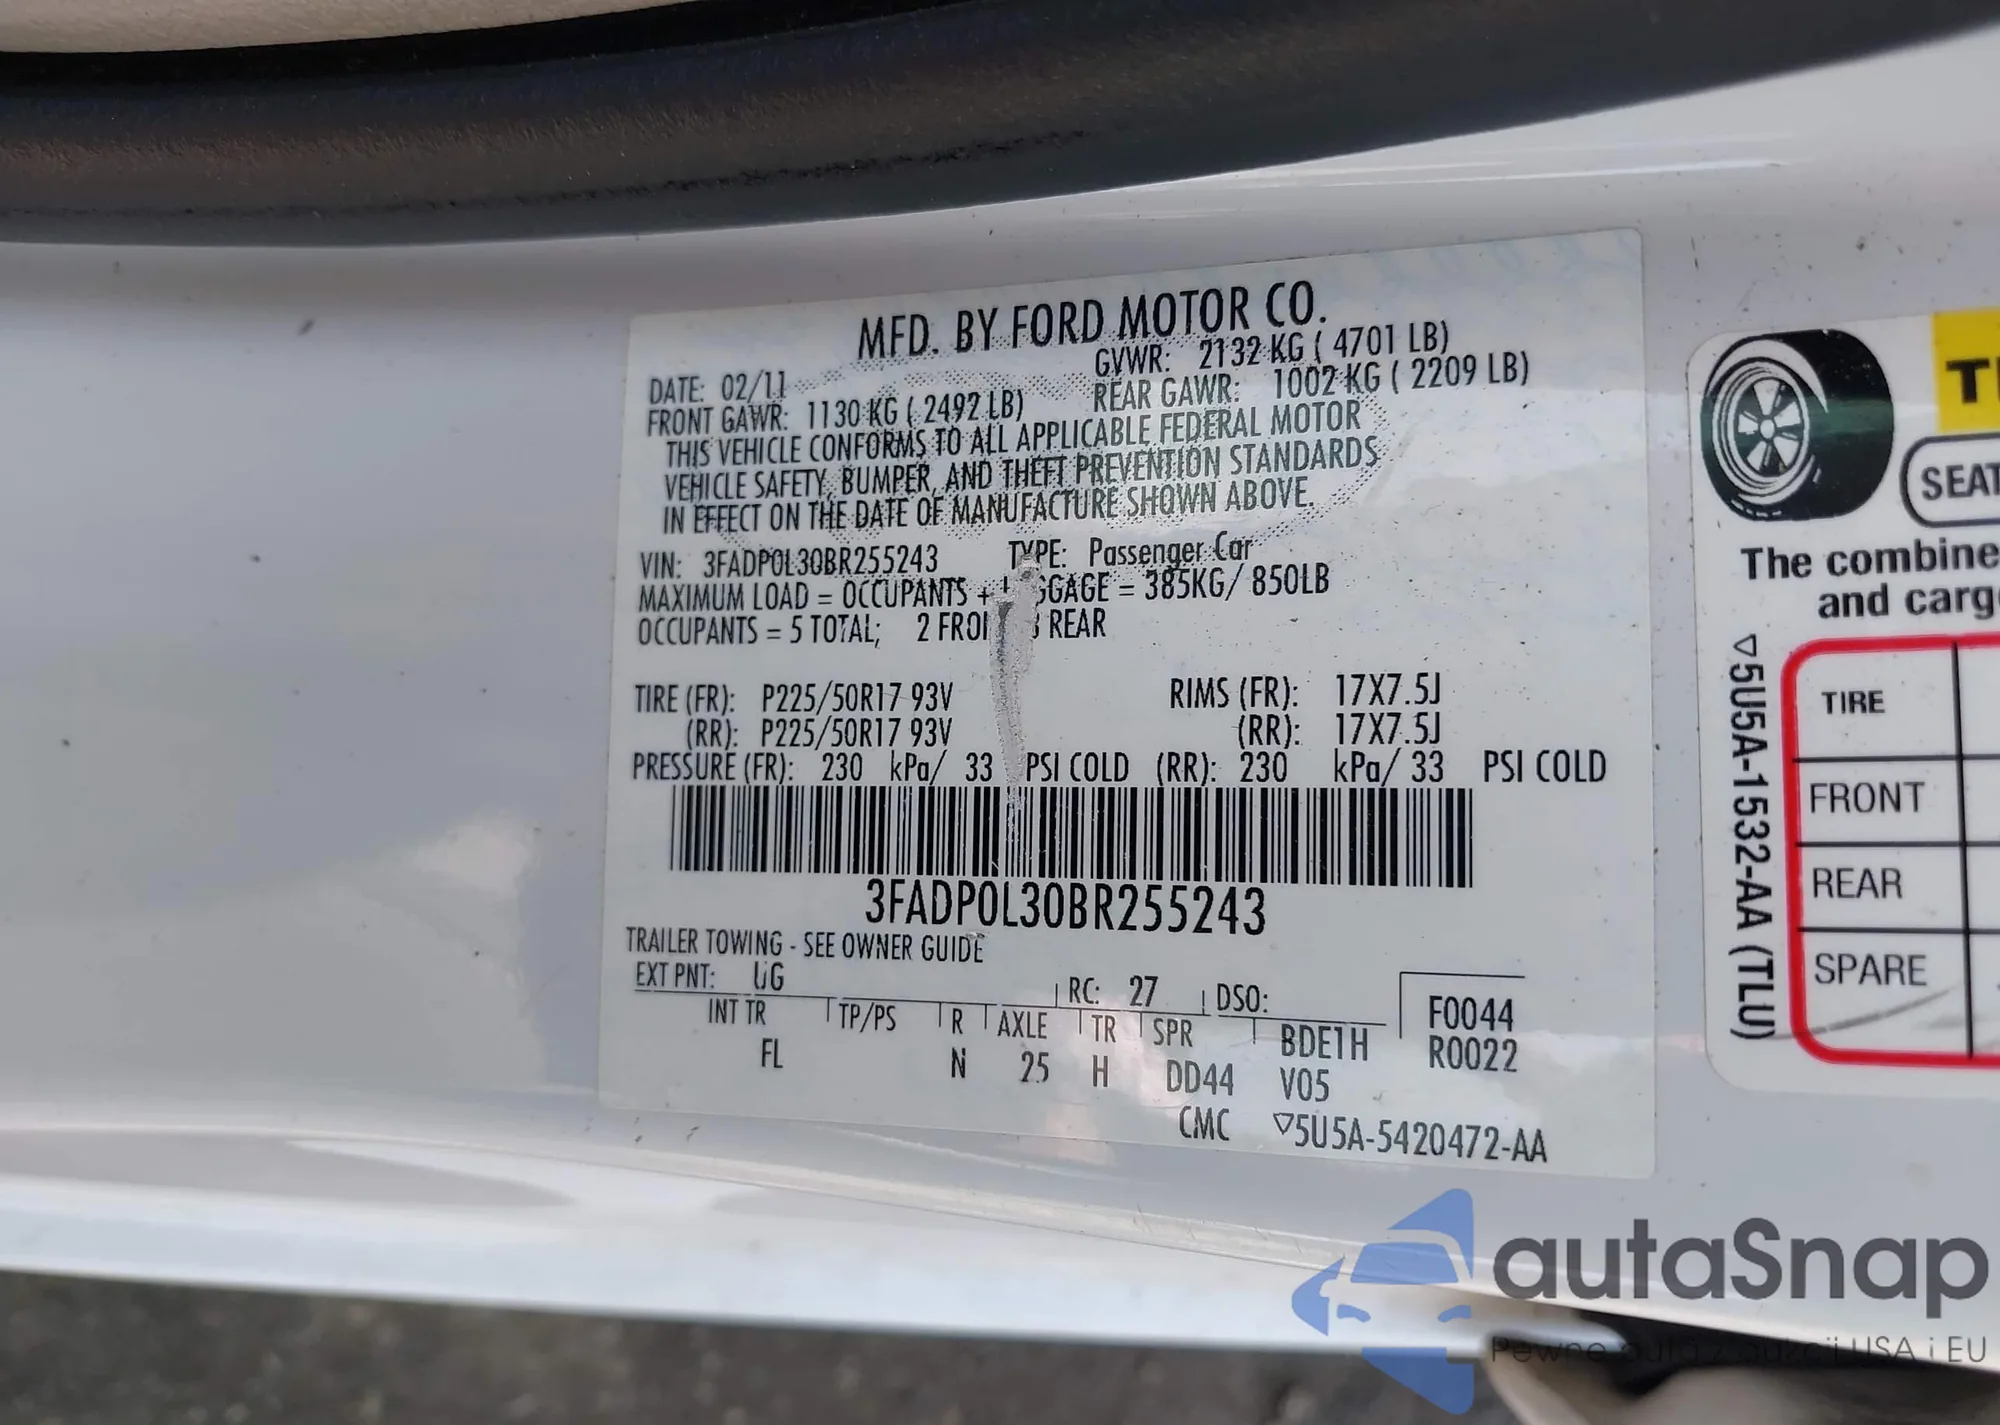 MFD. BY FORD MOTOR CO.
DATE: 02/11 GVWR: 2132 KG ( 4701 LB)
FRONT GAWR: 1130 KG ( 2492 LB) REAR GAWR: 1002 KG ( 2209 LB)
THIS VEHICLE CONFORMS TO ALL APPLICABLE FEDERAL MOTOR
VEHICLE SAFETY, BUMPER, AND THEFT PREVENTION STANDARDS
IN EFFECT ON THE DATE OF MANUFACTURE SHOWN ABOVE.
VIN: 3FADP0L30BR255243 TYPE: Passenger Car
MAXIMUM LOAD = OCCUPANTS + GGAGE = 385KG/ 850LB
OCCUPANTS = 5 TOTAL; 2 FRO REAR
TIRE (FR): P225/50R17 93V RIMS (FR): 17X7.5J
(RR): P225/50R17 93V (RR): 17X7.5J
PRESSURE (FR): 230 kPa/ 33 PSI COLD (RR): 230 kPa/ 33 PSI COLD
3FADP0L30BR255243
TRAILER TOWING - SEE OWNER GUIDE
EXT PNT: UG RC: 27 DSO:
INT TR TP/PS R AXLE TR SPR BDE1H F0044
FL N 25 H DD44 V05 R0022
CMC ▽5U5A-5420472-AA
T
SEAT
The combine
and carg
▽5U5A-1532-AA (TLU)
TIRE
FRONT
REAR
SPARE
autaSnap
Pewne auta z aukcji USA i EU